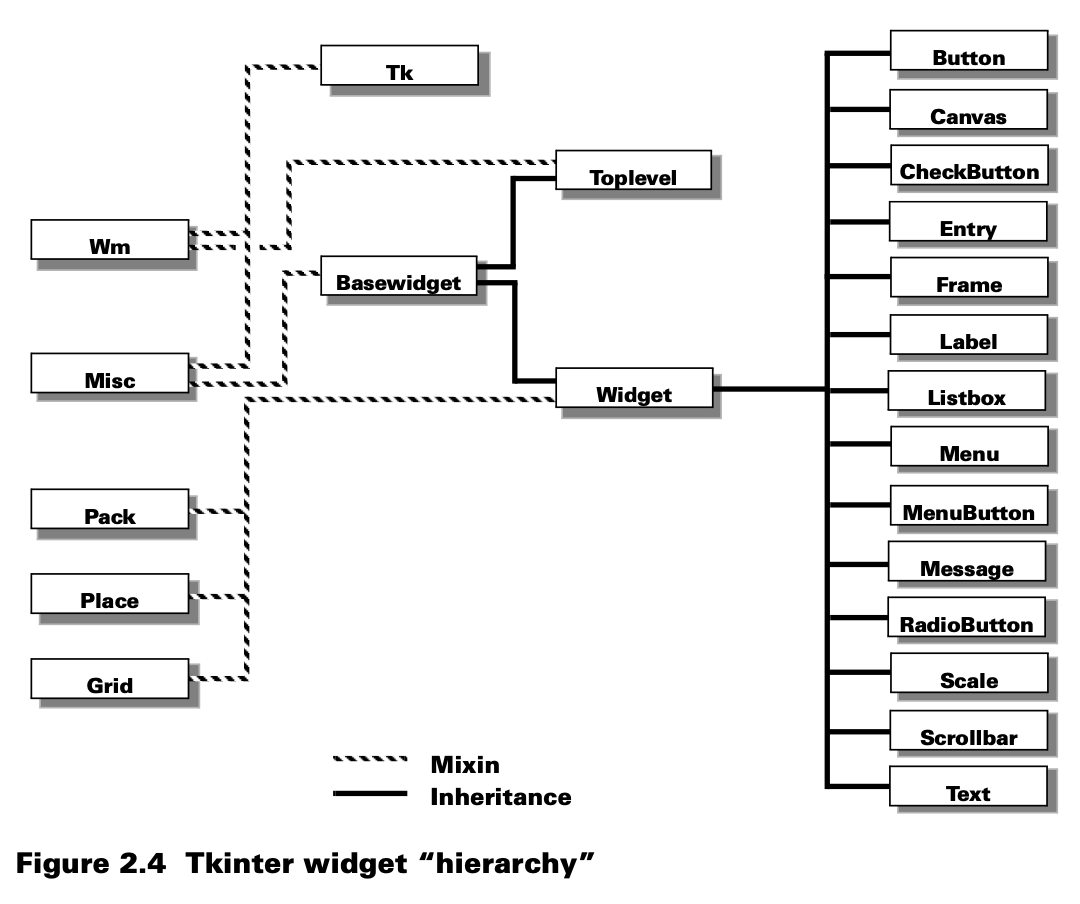 Tk
Toplevel
Wm
Basewidget
Misc
Widget
Pack
Place
Grid
Button
Canvas
CheckButton
Entry
Frame
Label
Listbox
Menu
MenuButton
Message
RadioButton
Scale
Scrollbar
Text
Mixin
Inheritance
Figure 2.4 Tkinter widget “hierarchy”